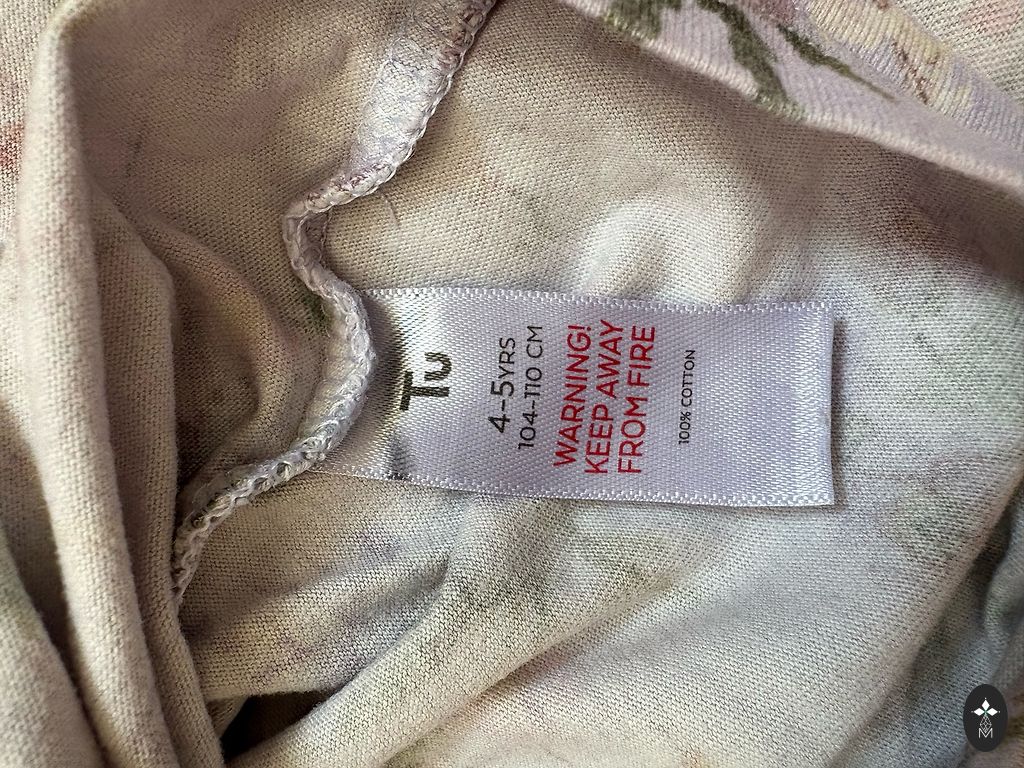 Tu
4-5YRS
104-110 CM
WARNING!
KEEP AWAY
FROM FIRE
100% COTTON
M